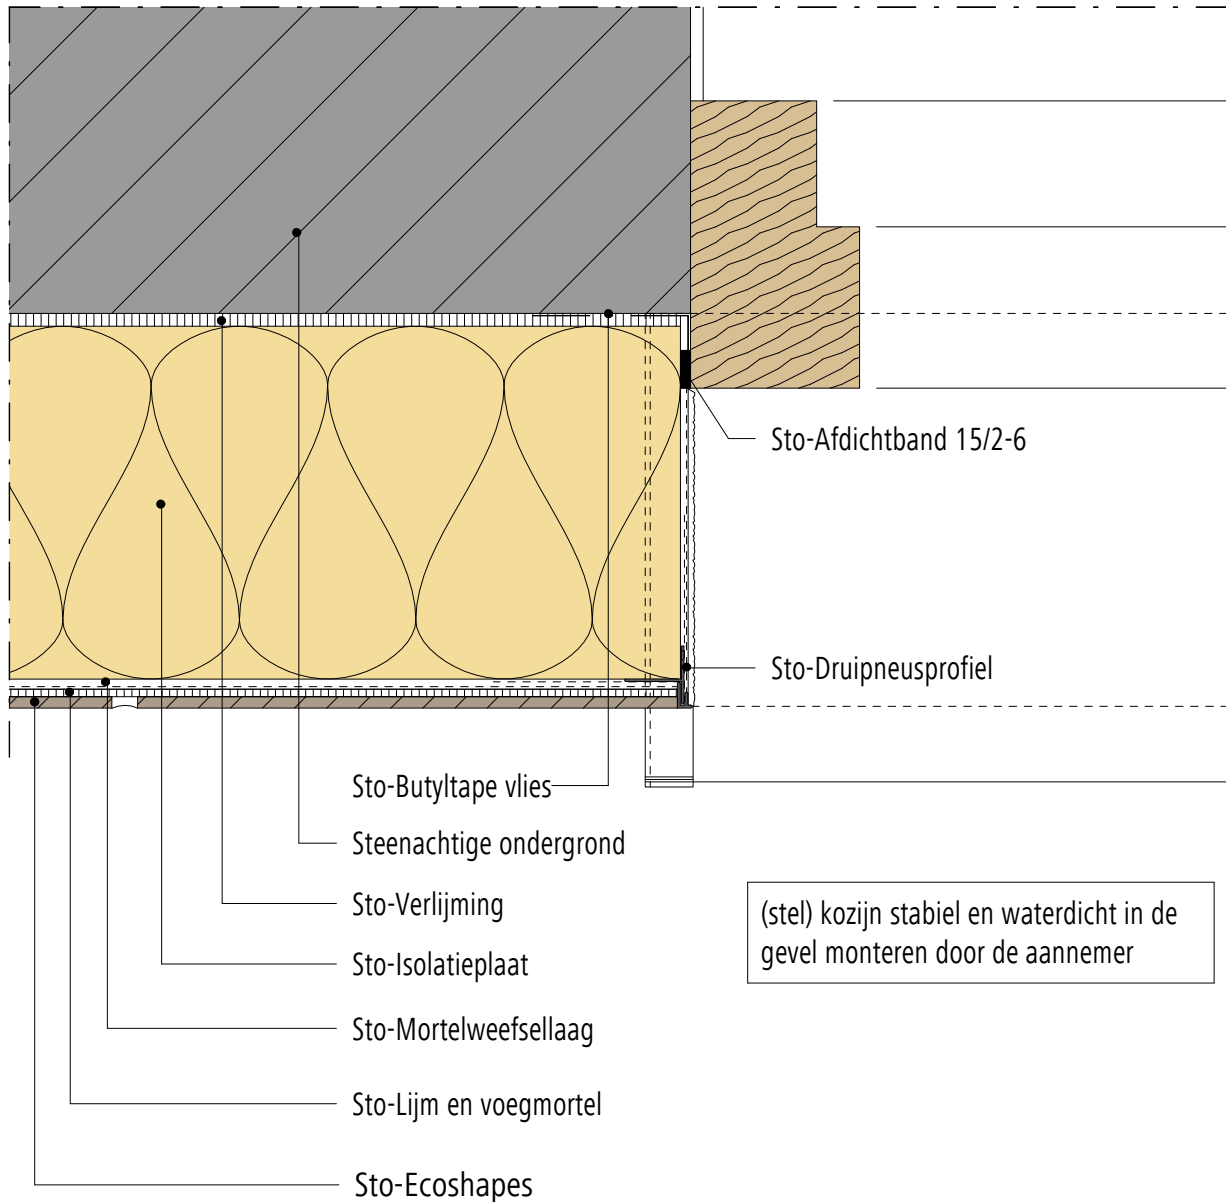 Sto-Afdichtband 15/2-6
Sto-Druipneusprofiel
Sto-Butyltape vlies
Steenachtige ondergrond
Sto-Verlijming
Sto-Isolatieplaat
Sto-Mortelweefsellaag
Sto-Lijm en voegmortel
Sto-Ecoshapes
(stel) kozijn stabiel en waterdicht in de
gevel monteren door de aannemer